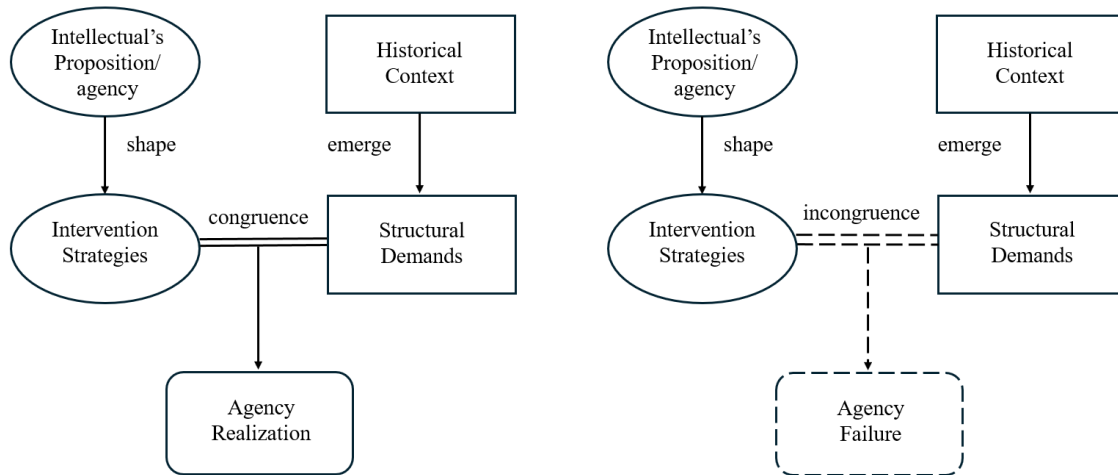 Intellectual’s
Proposition/
agency
Historical
Context
shape
emerge
Intervention
Strategies
congruence
Structural
Demands
Agency
Realization
Intellectual’s
Proposition/
agency
Historical
Context
shape
emerge
Intervention
Strategies
incongruence
Structural
Demands
Agency
Failure